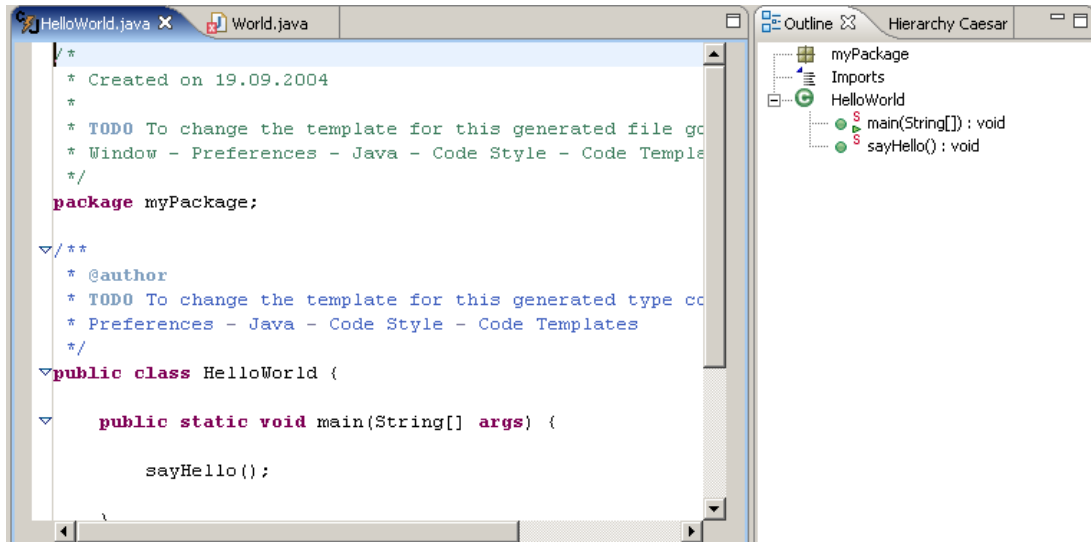 HelloWorld.java
World.java
/*
* Created on 19.09.2004
*
* TODO To change the template for this generated file go
* Window - Preferences - Java - Code Style - Code Templa
*/
package myPackage;
/**
* @author
* TODO To change the template for this generated type co
* Preferences - Java - Code Style - Code Templates
*/
public class HelloWorld {
public static void main(String[] args) {
sayHello();
}
Outline
Hierarchy Caesar
myPackage
Imports
HelloWorld
main(String[]) : void
sayHello() : void